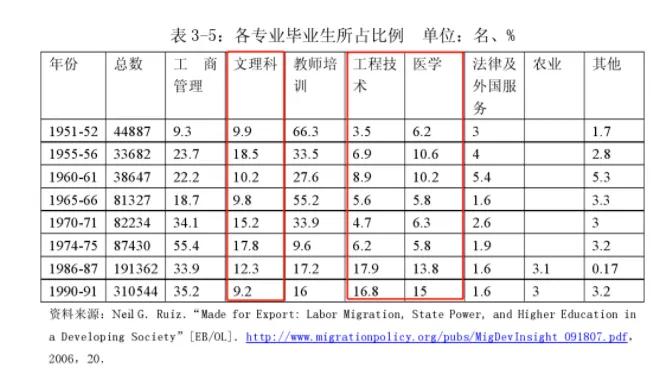 表 3-5：各专业毕业生所占比例 单位：名、%
年份 总数 工商管理 文理科 教师培训 工程技术 医学 法律及外国服务 农业 其他
1951-52 44887 9.3 9.9 66.3 3.5 6.2 3 1.7
1955-56 33682 23.7 18.5 33.5 6.9 10.6 4 2.8
1960-61 38647 22.2 10.2 27.6 8.9 10.2 5.4 5.3
1965-66 81327 18.7 9.8 55.2 5.6 5.8 1.6 3.3
1970-71 82234 34.1 15.2 33.9 4.7 6.3 2.6 3
1974-75 87430 55.4 17.8 9.6 6.2 5.8 1.9 3.2
1986-87 191362 33.9 12.3 17.2 17.9 13.8 1.6 3.1 0.17
1990-91 310544 35.2 9.2 16 16.8 15 1.6 3 3.2
资料来源：Neil G. Ruiz. “Made for Export: Labor Migration, State Power, and Higher Education in
a Developing Society”[EB/OL]. http://www.migrationpolicy.org/pubs/MigDevInsight_091807.pdf,
2006, 20.